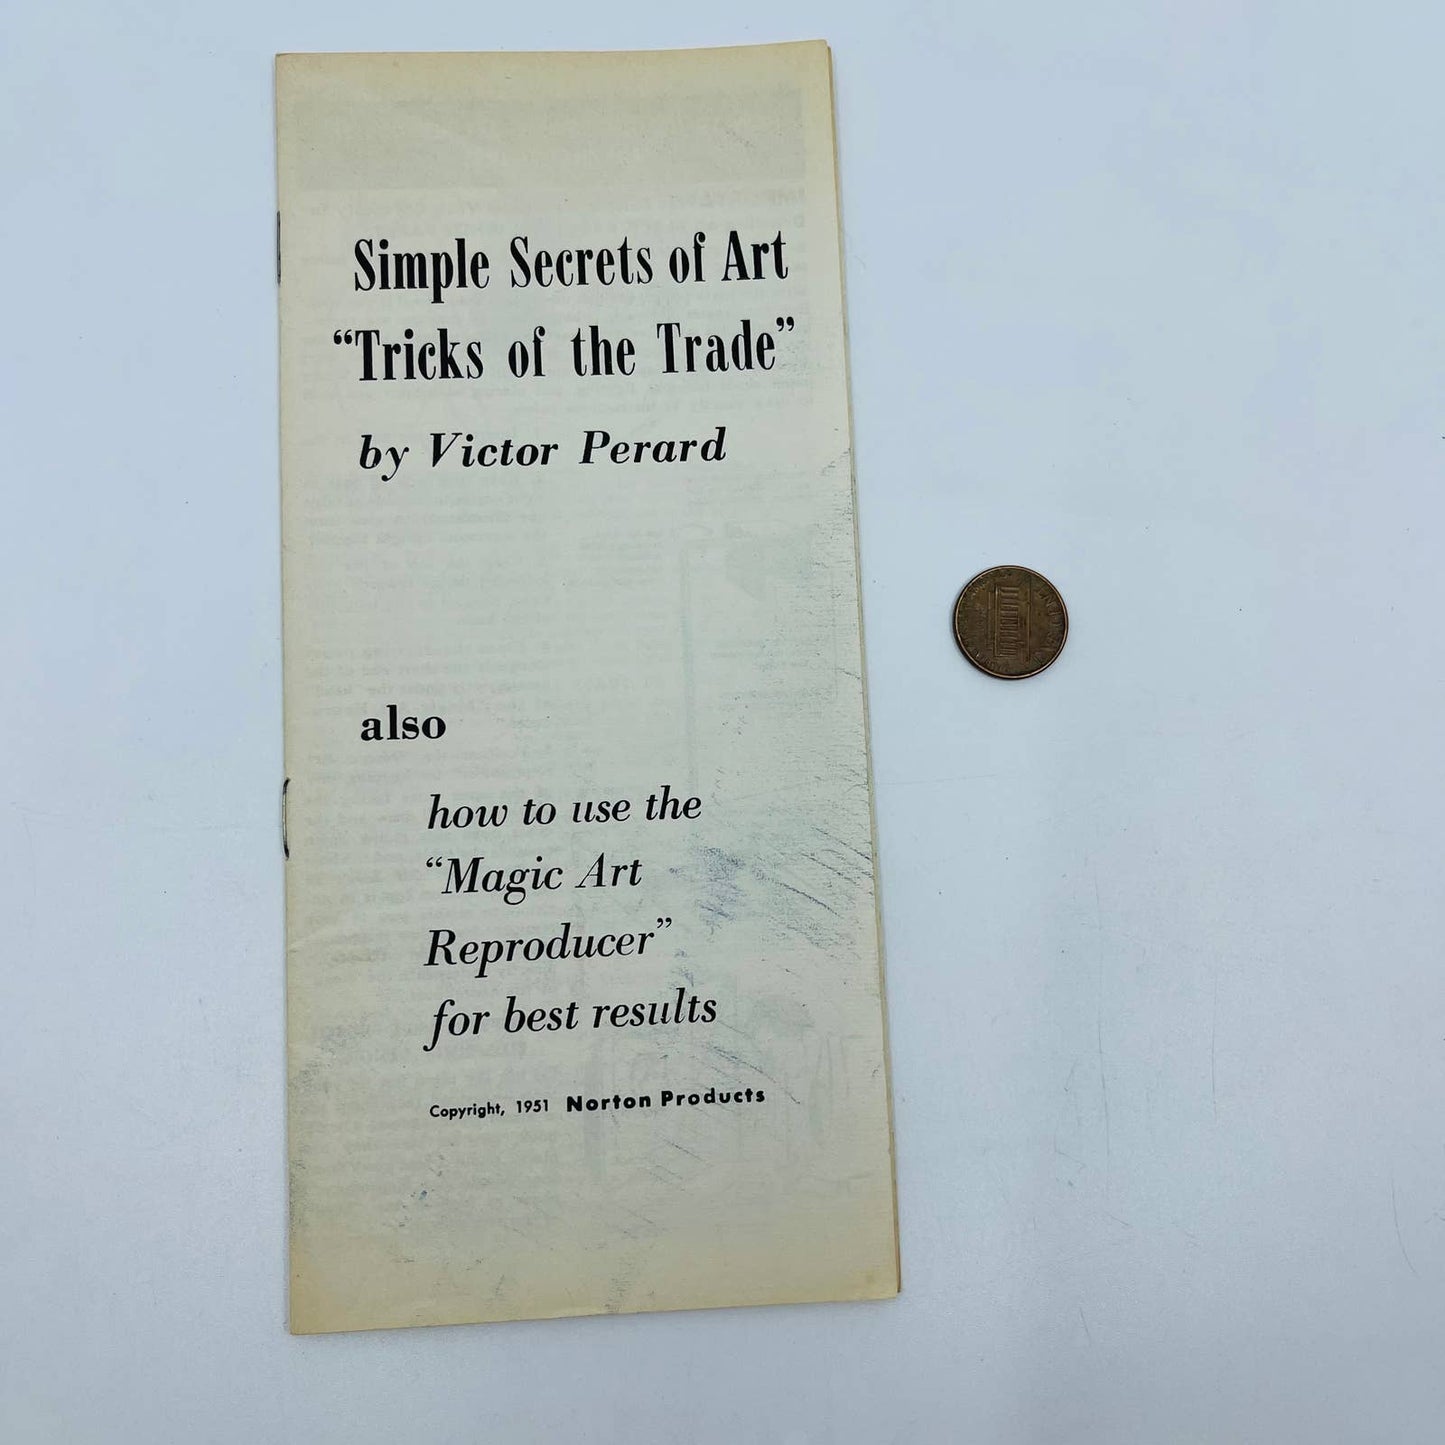 Simple Secrets of Art
“Tricks of the Trade”
by Victor Perard
also
how to use the
“Magic Art
Reproducer”
for best results
Copyright, 1951 Norton Products